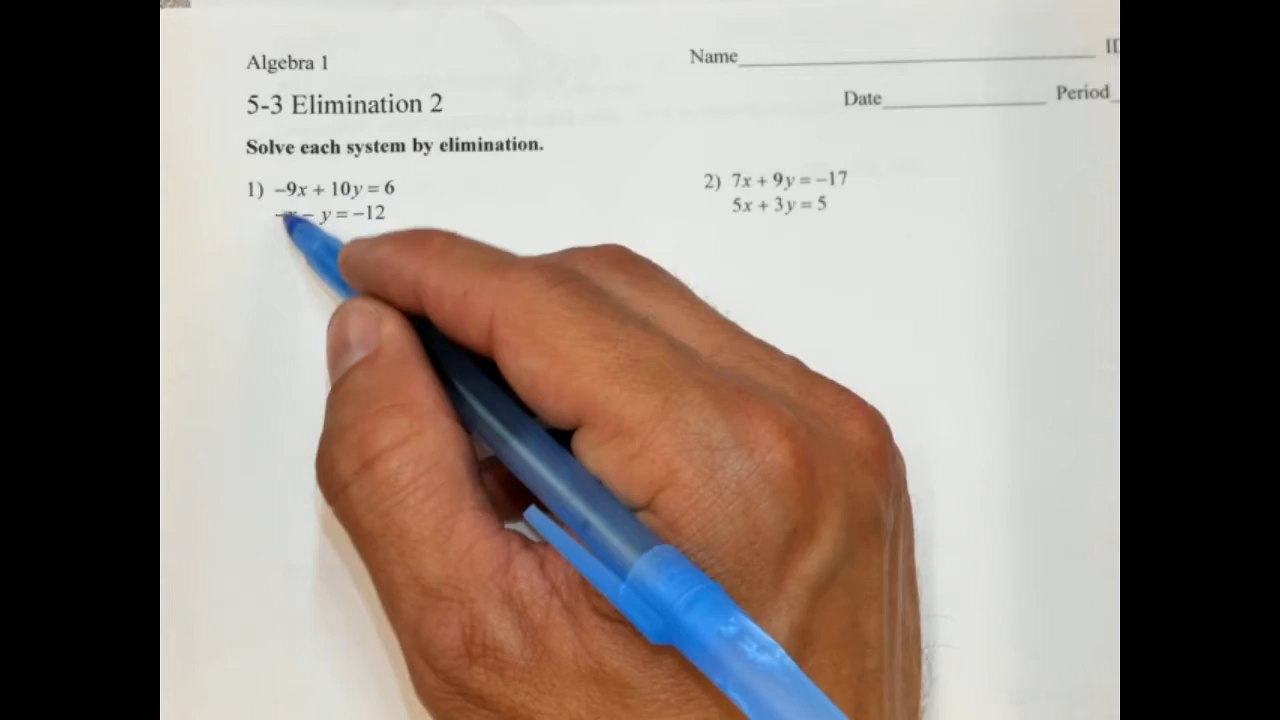 Algebra 1
Name
5-3 Elimination 2
Date Period
Solve each system by elimination.
1) −9x + 10y = 6
−x − y = −12
2) 7x + 9y = −17
5x + 3y = 5